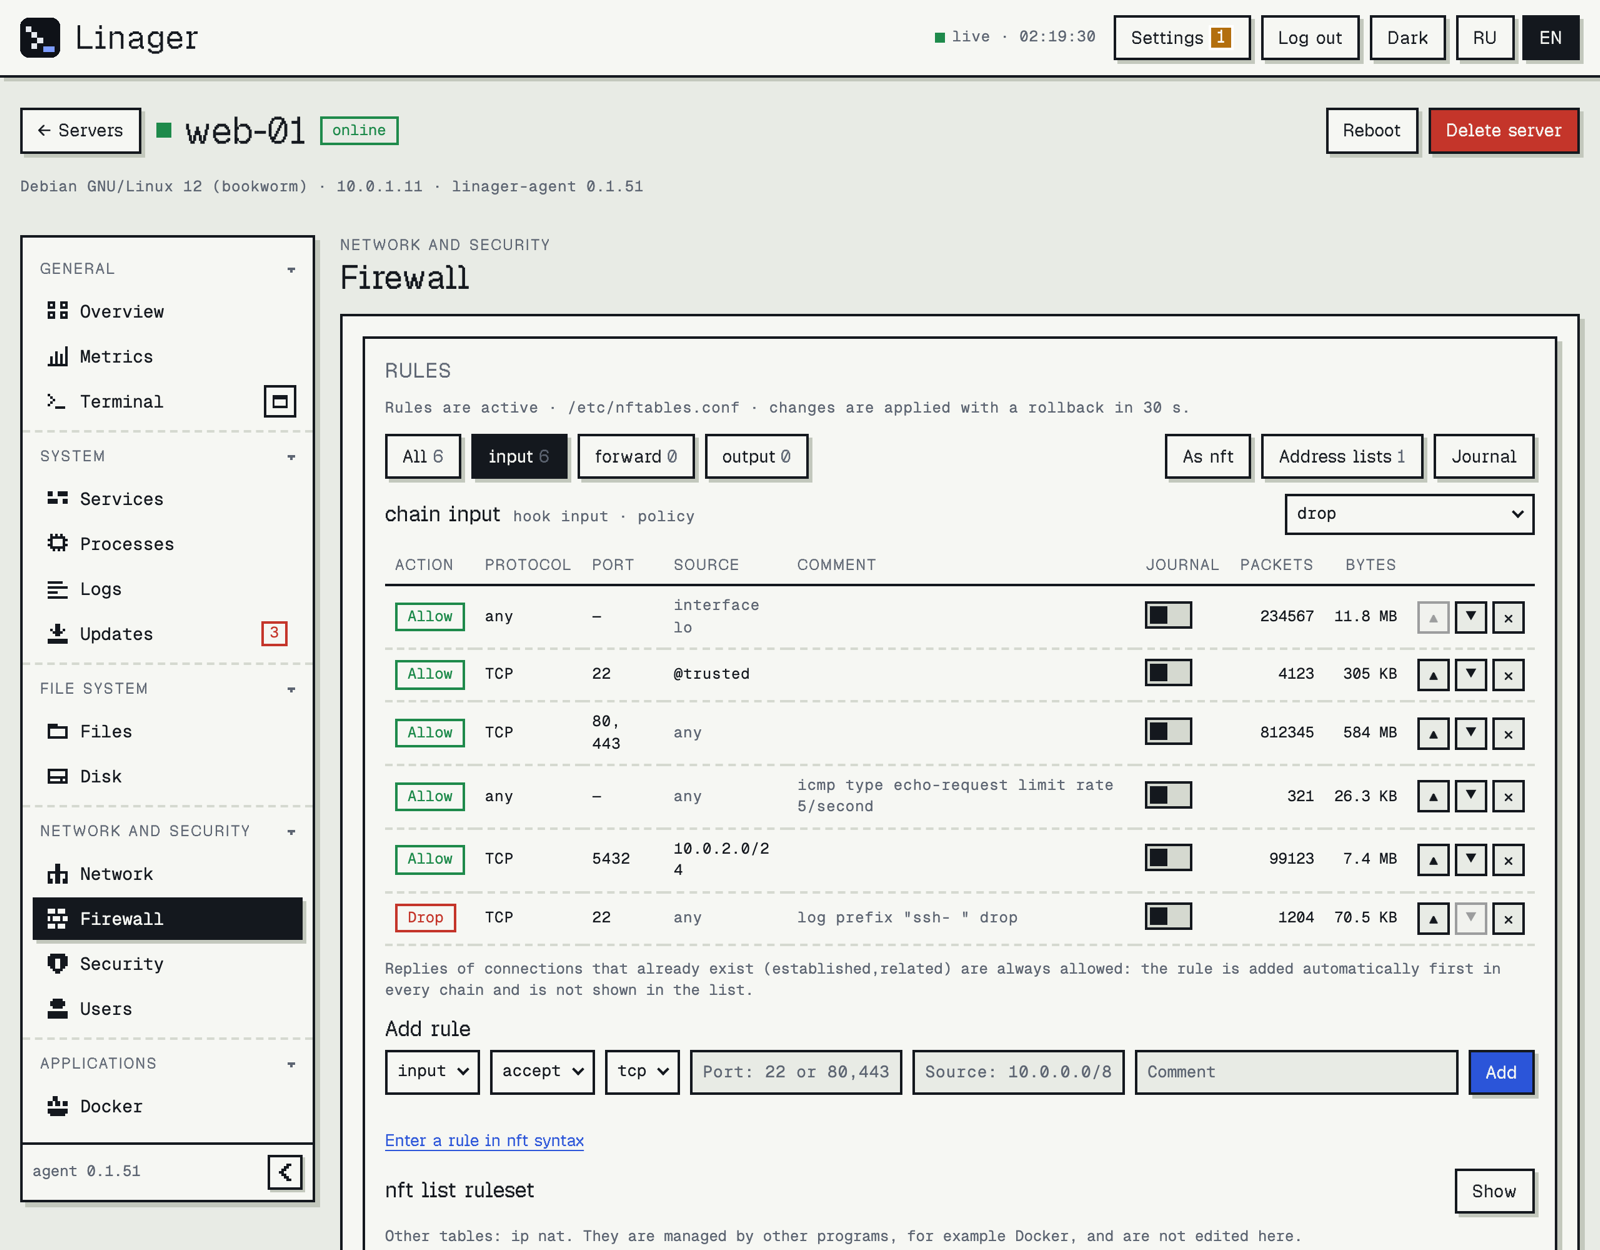 Linager
live · 02:19:30
Settings 1
Log out
Dark
RU
EN
← Servers
web-01
online
Reboot
Delete server
Debian GNU/Linux 12 (bookworm) · 10.0.1.11 · linager-agent 0.1.51
GENERAL
Overview
Metrics
Terminal
SYSTEM
Services
Processes
Logs
Updates 3
FILE SYSTEM
Files
Disk
NETWORK AND SECURITY
Network
Firewall
Security
Users
APPLICATIONS
Docker
agent 0.1.51
NETWORK AND SECURITY
Firewall
RULES
Rules are active · /etc/nftables.conf · changes are applied with a rollback in 30 s.
All 6
input 6
forward 0
output 0
As nft
Address lists 1
Journal
chain input hook input · policy
drop
ACTION PROTOCOL PORT SOURCE COMMENT JOURNAL PACKETS BYTES
Allow any – interface
lo
234567 11.8 MB
Allow TCP 22 @trusted 4123 305 KB
Allow TCP 80,
443
any 812345 584 MB
Allow any – any icmp type echo-request limit rate
5/second
321 26.3 KB
Allow TCP 5432 10.0.2.0/2
4
99123 7.4 MB
Drop TCP 22 any log prefix "ssh- " drop 1204 70.5 KB
Replies of connections that already exist (established,related) are always allowed: the rule is added automatically first in
every chain and is not shown in the list.
Add rule
input
accept
tcp
Port: 22 or 80,443
Source: 10.0.0.0/8
Comment
Add
Enter a rule in nft syntax
nft list ruleset
Show
Other tables: ip nat. They are managed by other programs, for example Docker, and are not edited here.